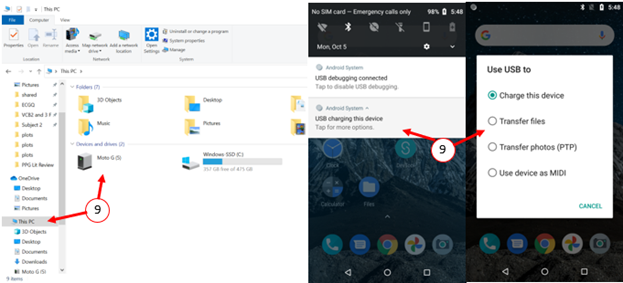 This PC
File
Computer
View
Properties
Open
Rename
Access media
Map network drive
Add a network location
Open Settings
Uninstall or change a program
System properties
Manage
Location
Network
System
This PC
Pictures
shared
ECGQ
VCB2 and 3 F
Subject 2
plots
plots
plots
PPG LA Review
OneDrive
Desktop
Documents
Pictures
This PC
3D Objects
Desktop
Documents
Downloads
Moto G (5)
9 items
Folders (7)
3D Objects
Desktop
Music
Pictures
Devices and drives (2)
Moto G (5)
Windows-SSD (C:)
357 GB free of 475 GB
9
No SIM card — Emergency calls only 98% 5:48
Mon, Oct 5
Android System
USB debugging connected
Tap to disable USB debugging.
Android System
USB charging this device
Tap for more options.
Clock
Calculator
Files
9
5:48
Use USB to
Charge this device
Transfer files
Transfer photos (PTP)
Use device as MIDI
CANCEL